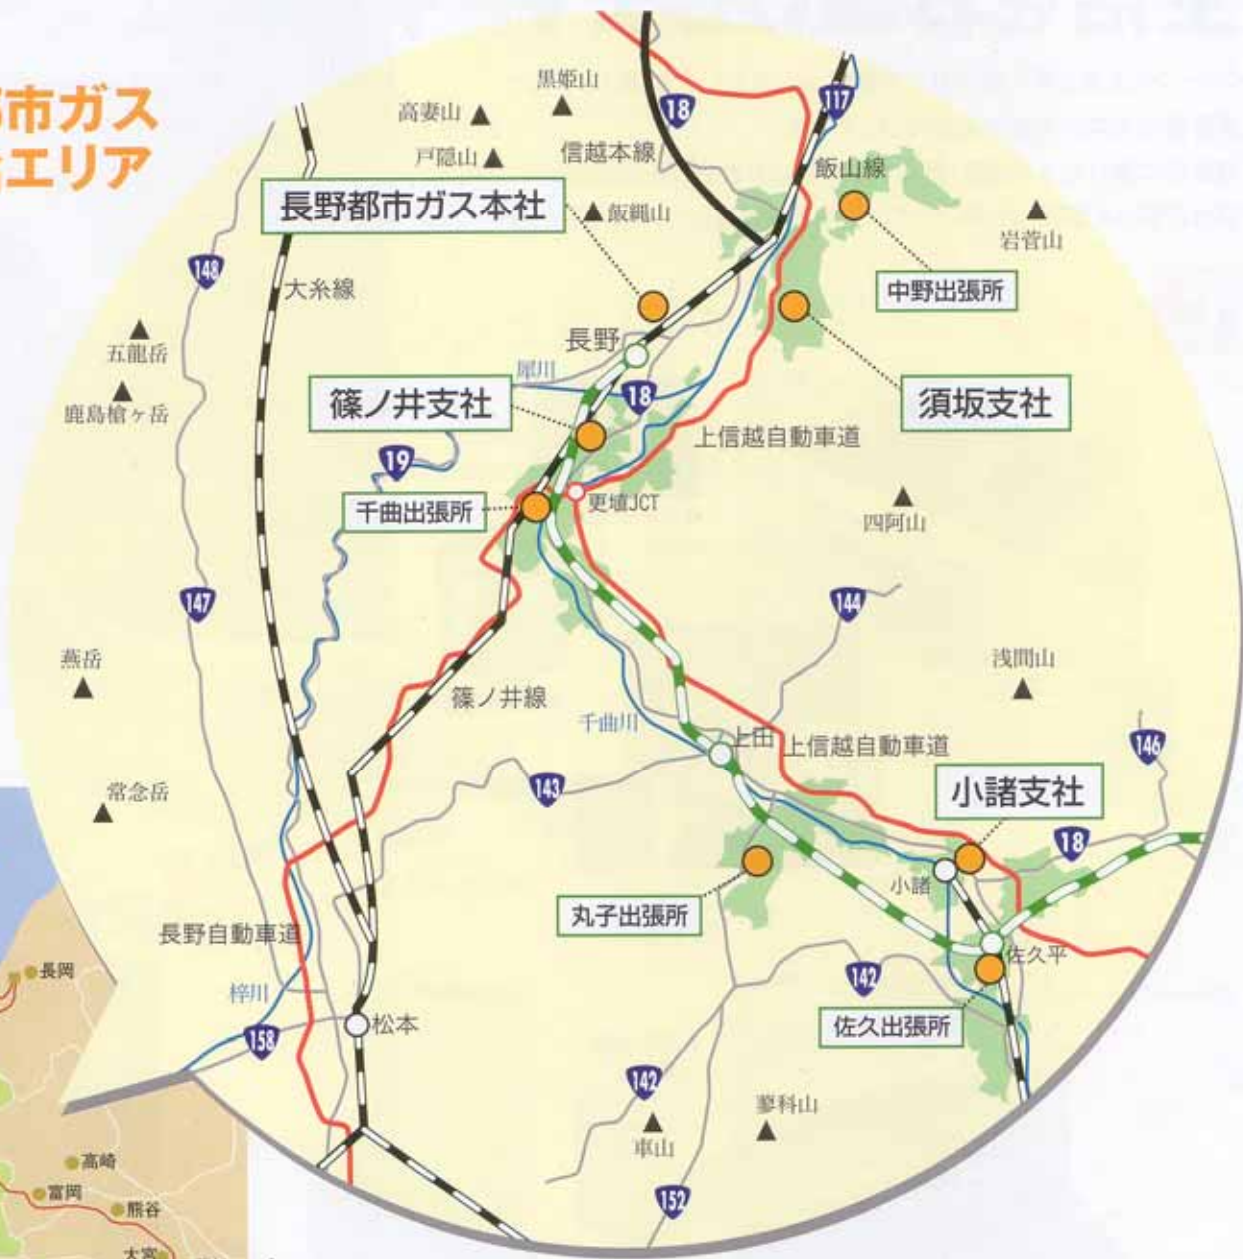 市ガス
エリア
黒姫山
高妻山
戸隠山
18
117
信越本線
飯山線
長野都市ガス本社
飯縄山
岩菅山
148
大糸線
中野出張所
五龍岳
長野
鹿島槍ヶ岳
犀川
篠ノ井支社
18
須坂支社
上信越自動車道
19
千曲出張所
更埴JCT
四阿山
147
144
燕岳
浅間山
篠ノ井線
千曲川
上田
上信越自動車道
146
常念岳
143
小諸支社
18
小諸
丸子出張所
長野自動車道
佐久平
長岡
梓川
142
158
松本
佐久出張所
142
蓼科山
車山
高崎
富岡
152
熊谷
大宮